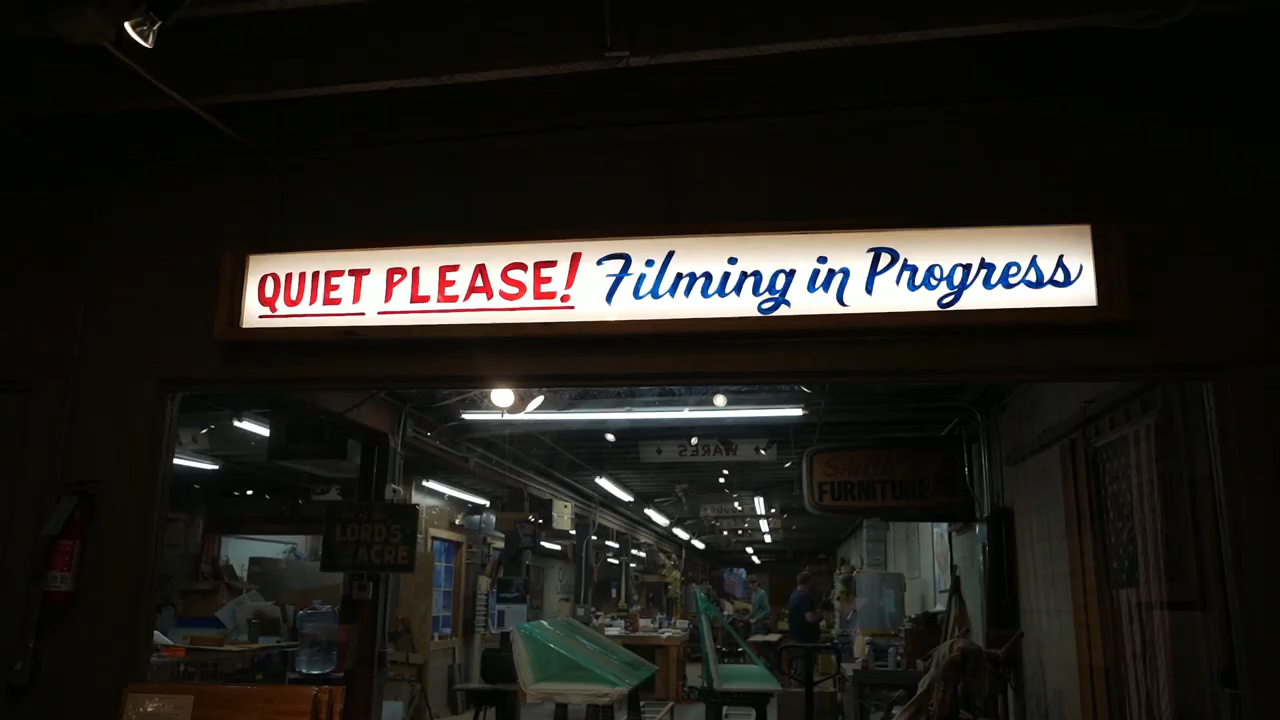 QUIET PLEASE! Filming in Progress
WARES
FURNITURE
LORD'S
ACRE